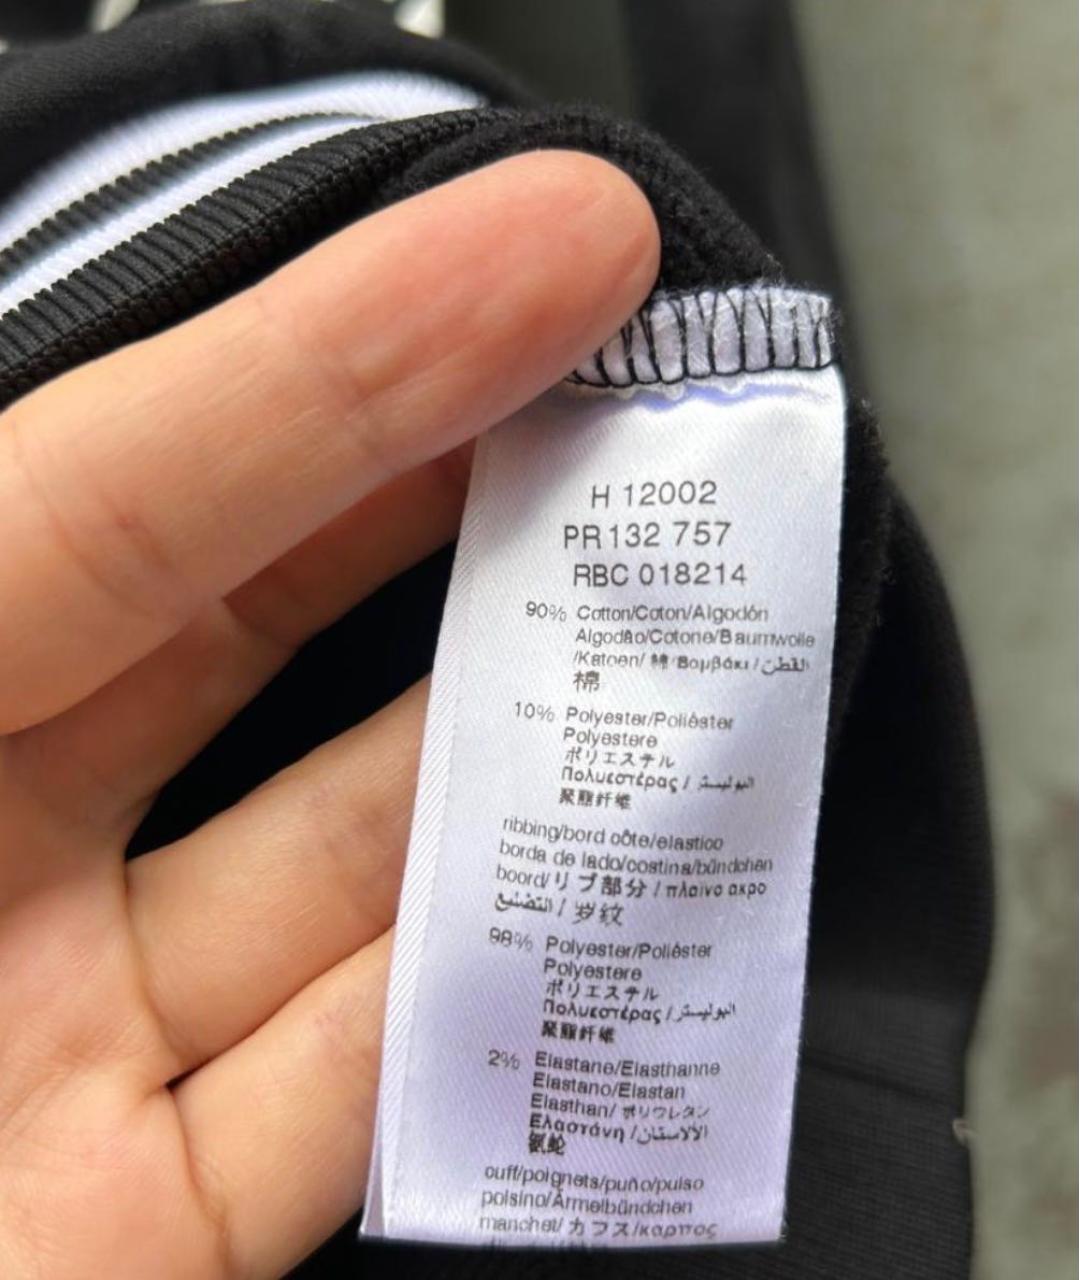 H 12002
PR 132 757
RBC 018214
90% Cotton/Coton/Algodón
Algodão/Cotone/Baumwolle
/Katoen/ 綿/Βαμβάκι/القطن
棉
10% Polyester/Poliéster
Polyestere
ポリエステル
Πολυεστέρας / البوليستر
聚酯纤维
ribbing/bord côte/elastico
borda de lado/costina/bündchen
boord/リブ部分/ πλαινο ακρο
التضليع / 岁纹
98% Polyester/Poliéster
Polyestere
ポリエステル
Πολυεστέρας / البوليستر
聚酯纤维
2% Elastane/Elasthanne
Elastano/Elastan
Elasthan/ ポリウレタン
Ελαστάνη /الالاستان
氨纶
cuff/poignets/puño/pulso
polsino/Ärmelbündchen
manchet/ カフス/καρπος